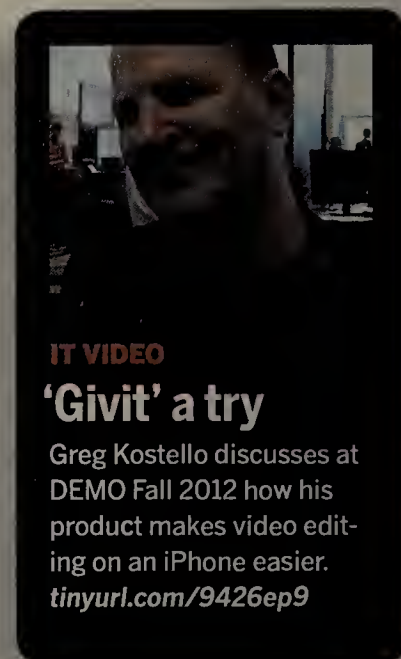 IT VIDEO
‘Givit’ a try
Greg Kostello discusses at
DEMO Fall 2012 how his
product makes video edit-
ing on an iPhone easier.
tinyurl.com/9426ep9